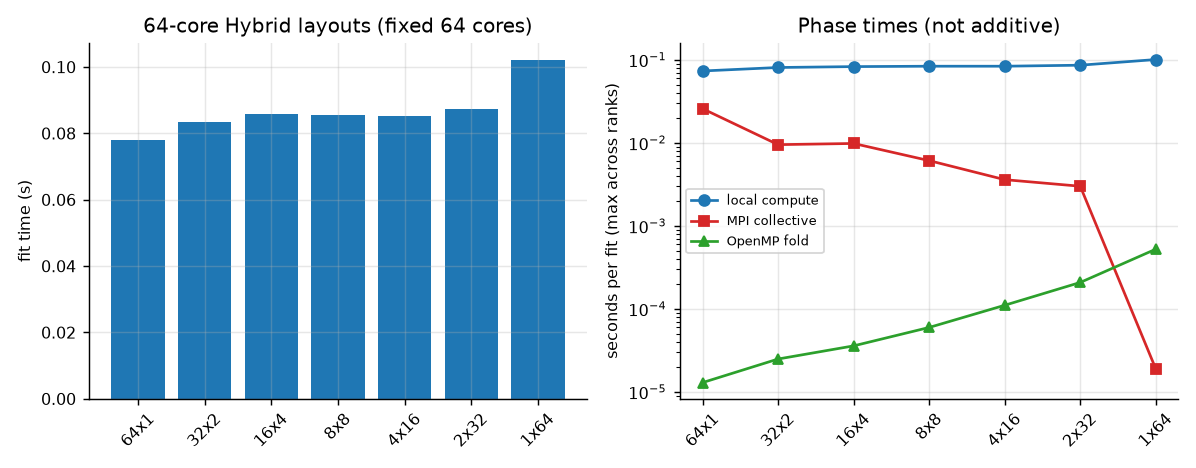 64-core Hybrid layouts (fixed 64 cores)
fit time (s)
0.10
0.08
0.06
0.04
0.02
0.00
64x1
32x2
16x4
8x8
4x16
2x32
1x64
Phase times (not additive)
seconds per fit (max across ranks)
10⁻¹
10⁻²
10⁻³
10⁻⁴
10⁻⁵
local compute
MPI collective
OpenMP fold
64x1
32x2
16x4
8x8
4x16
2x32
1x64